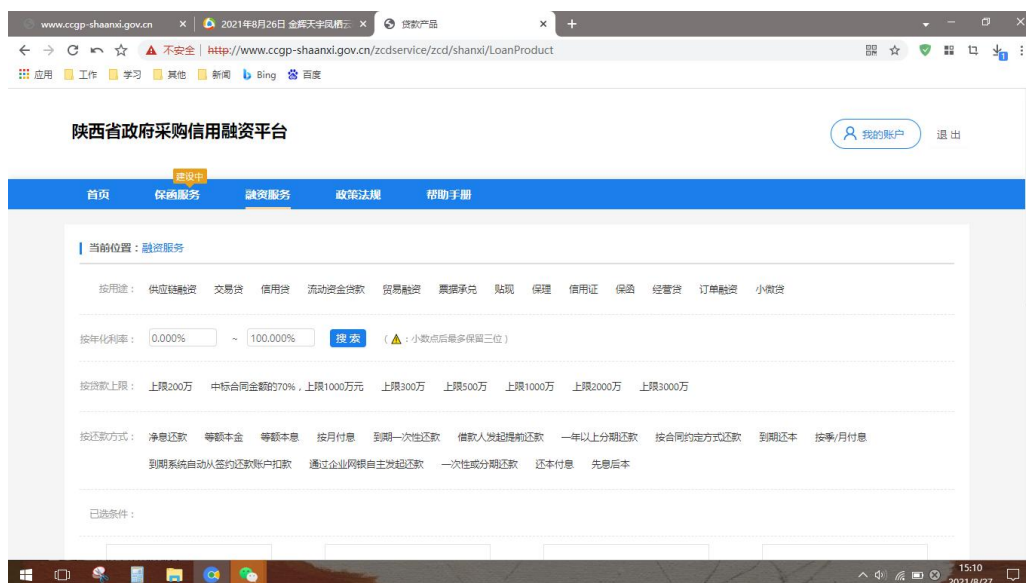 www.ccgp-shaanxi.gov.cn × 2021年8月26日 金辉天宇凤栖云 × 贷款产品 × +
不安全 http://www.ccgp-shaanxi.gov.cn/zcdservice/zcd/shanxi/LoanProduct
应用 工作 学习 其他 新闻 Bing 百度
陕西省政府采购信用融资平台
我的账户 退出
建设中
首页 保函服务 融资服务 政策法规 帮助手册
当前位置：融资服务
按用途： 供应链融资 交易贷 信用贷 流动资金贷款 贸易融资 票据承兑 贴现 保理 信用证 保函 经营贷 订单融资 小微贷
按年化利率： 0.000% ~ 100.000% 搜索 （ ：小数点后最多保留三位）
按贷款上限： 上限200万 中标合同金额的70%，上限1000万元 上限300万 上限500万 上限1000万 上限2000万 上限3000万
按还款方式： 净息还款 等额本金 等额本息 按月付息 到期一次性还款 借款人发起提前还款 一年以上分期还款 按合同约定方式还款 到期还本 按季/月付息
到期系统自动从签约还款账户扣款 通过企业网银自主发起还款 一次性或分期还款 还本付息 先息后本
已选条件：
15:10
2021/8/27